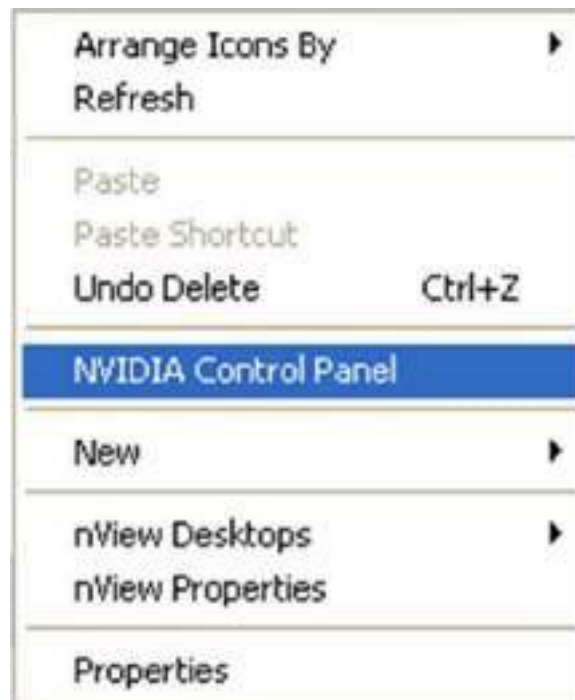 Arrange Icons By
Refresh
Paste
Paste Shortcut
Undo Delete Ctrl+Z
NVIDIA Control Panel
New
nView Desktops
nView Properties
Properties